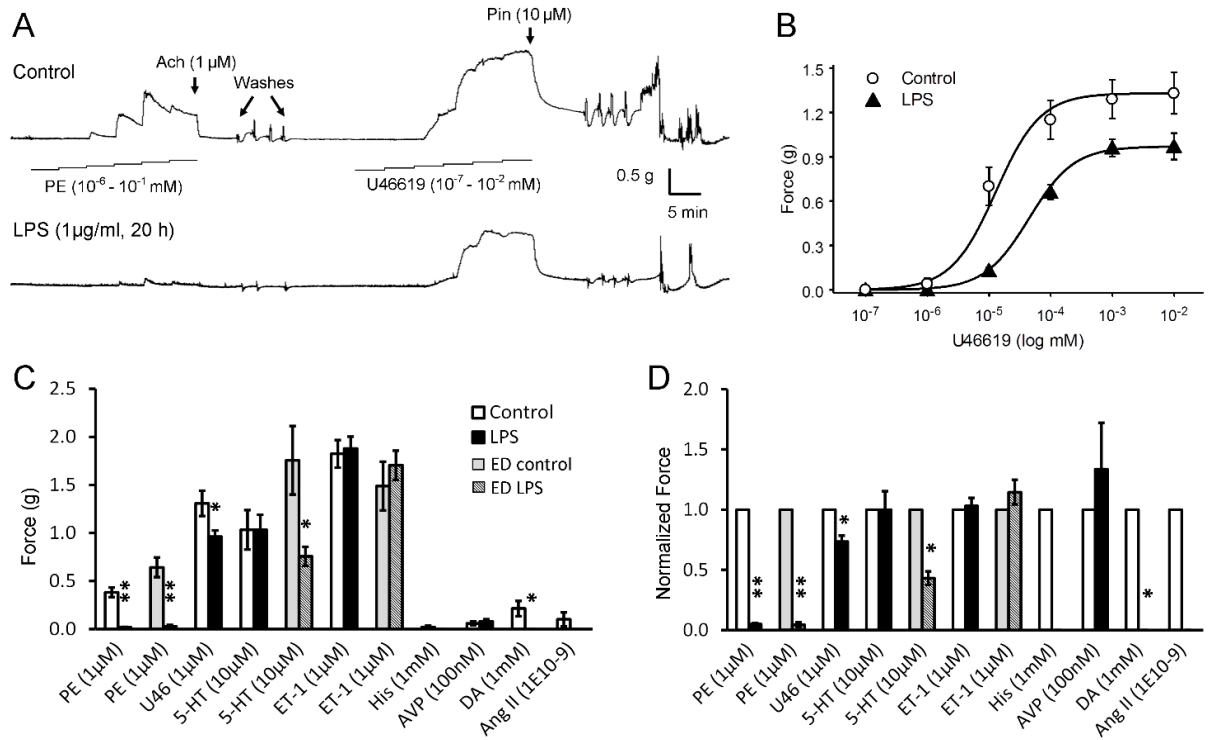 A
Control
Ach (1 µM)
Washes
Pin (10 µM)
PE (10⁻⁶ - 10⁻¹ mM)
U46619 (10⁻⁷ - 10⁻² mM)
0.5 g
5 min
LPS (1µg/ml, 20 h)
B
Control
LPS
1.5
1.2
0.9
0.6
0.3
0.0
Force (g)
10⁻⁷ 10⁻⁶ 10⁻⁵ 10⁻⁴ 10⁻³ 10⁻²
U46619 (log mM)
C
Control
LPS
ED control
ED LPS
2.5
2.0
1.5
1.0
0.5
0.0
Force (g)
**
**
*
*
*
PE (1µM)
PE (1µM)
U46 (1µM)
5-HT (10µM)
5-HT (10µM)
ET-1 (1µM)
ET-1 (1µM)
His (1mM)
AVP (100nM)
DA (1mM)
Ang II (1E10-9)
D
2.0
1.5
1.0
0.5
0.0
Normalized Force
**
**
*
*
*
PE (1µM)
PE (1µM)
U46 (1µM)
5-HT (10µM)
5-HT (10µM)
ET-1 (1µM)
ET-1 (1µM)
His (1mM)
AVP (100nM)
DA (1mM)
Ang II (1E10-9)